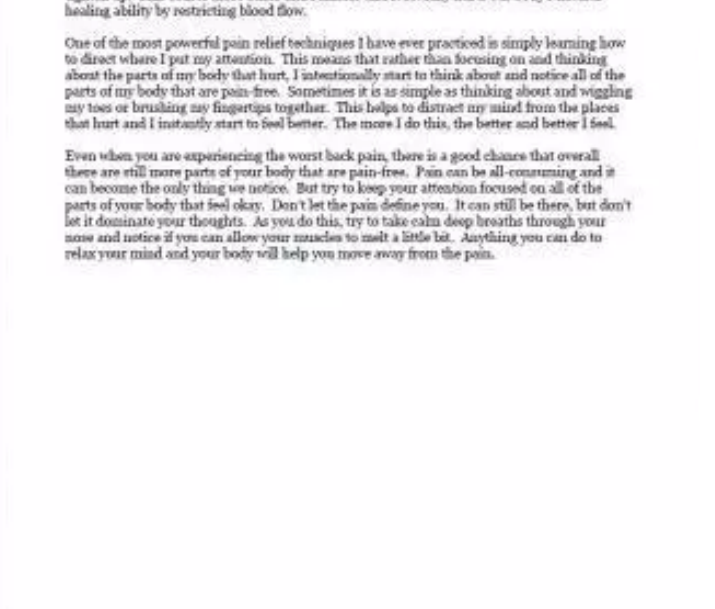 healing ability by restricting blood flow.
One of the most powerful pain relief techniques I have ever practiced is simply learning how
to direct where I put my attention. This means that rather than focusing on and thinking
about the parts of my body that hurt, I intentionally start to think about and notice all of the
parts of my body that are pain-free. Sometimes it is as simple as thinking about and wiggling
my toes or brushing my fingertips together. This helps to distract my mind from the places
that hurt and I instantly start to feel better. The more I do this, the better and better I feel.
Even when you are experiencing the worst back pain, there is a good chance that overall
there are still more parts of your body that are pain-free. Pain can be all-consuming and it
can become the only thing we notice. But try to keep your attention focused on all of the
parts of your body that feel okay. Don't let the pain define you. It can still be there, but don't
let it dominate your thoughts. As you do this, try to take calm deep breaths through your
nose and notice if you can allow your muscles to melt a little bit. Anything you can do to
relax your mind and your body will help you move away from the pain.